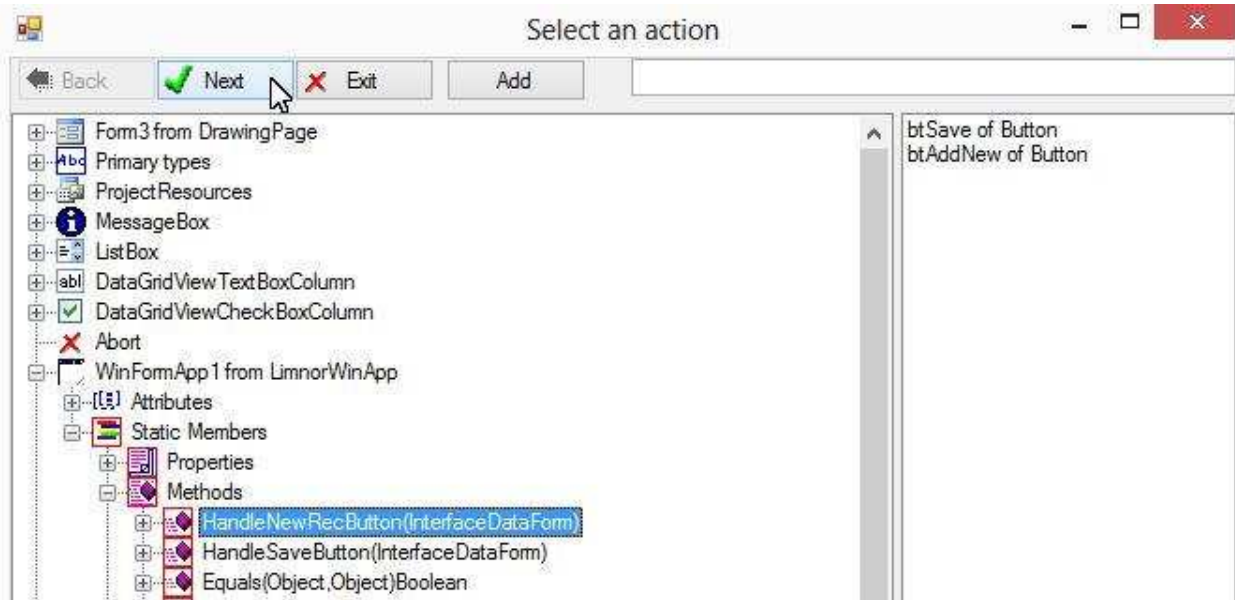 Select an action
Back Next Exit Add
Form3 from DrawingPage
Abc Primary types
ProjectResources
MessageBox
ListBox
abl DataGridViewTextBoxColumn
DataGridViewCheckBoxColumn
Abort
WinFormApp1 from LimnorWinApp
Attributes
Static Members
Properties
Methods
HandleNewRecButton(InterfaceDataForm)
HandleSaveButton(InterfaceDataForm)
Equals(Object,Object)Boolean
btSave of Button
btAddNew of Button